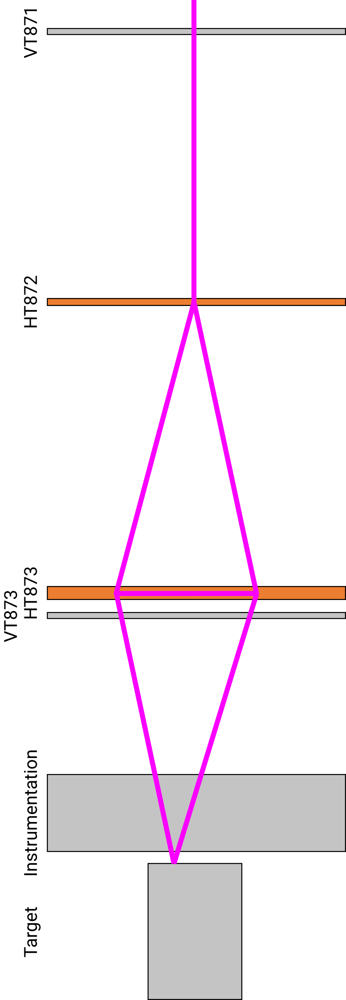 VT871
HT872
HT873
VT873
Instrumentation
Target